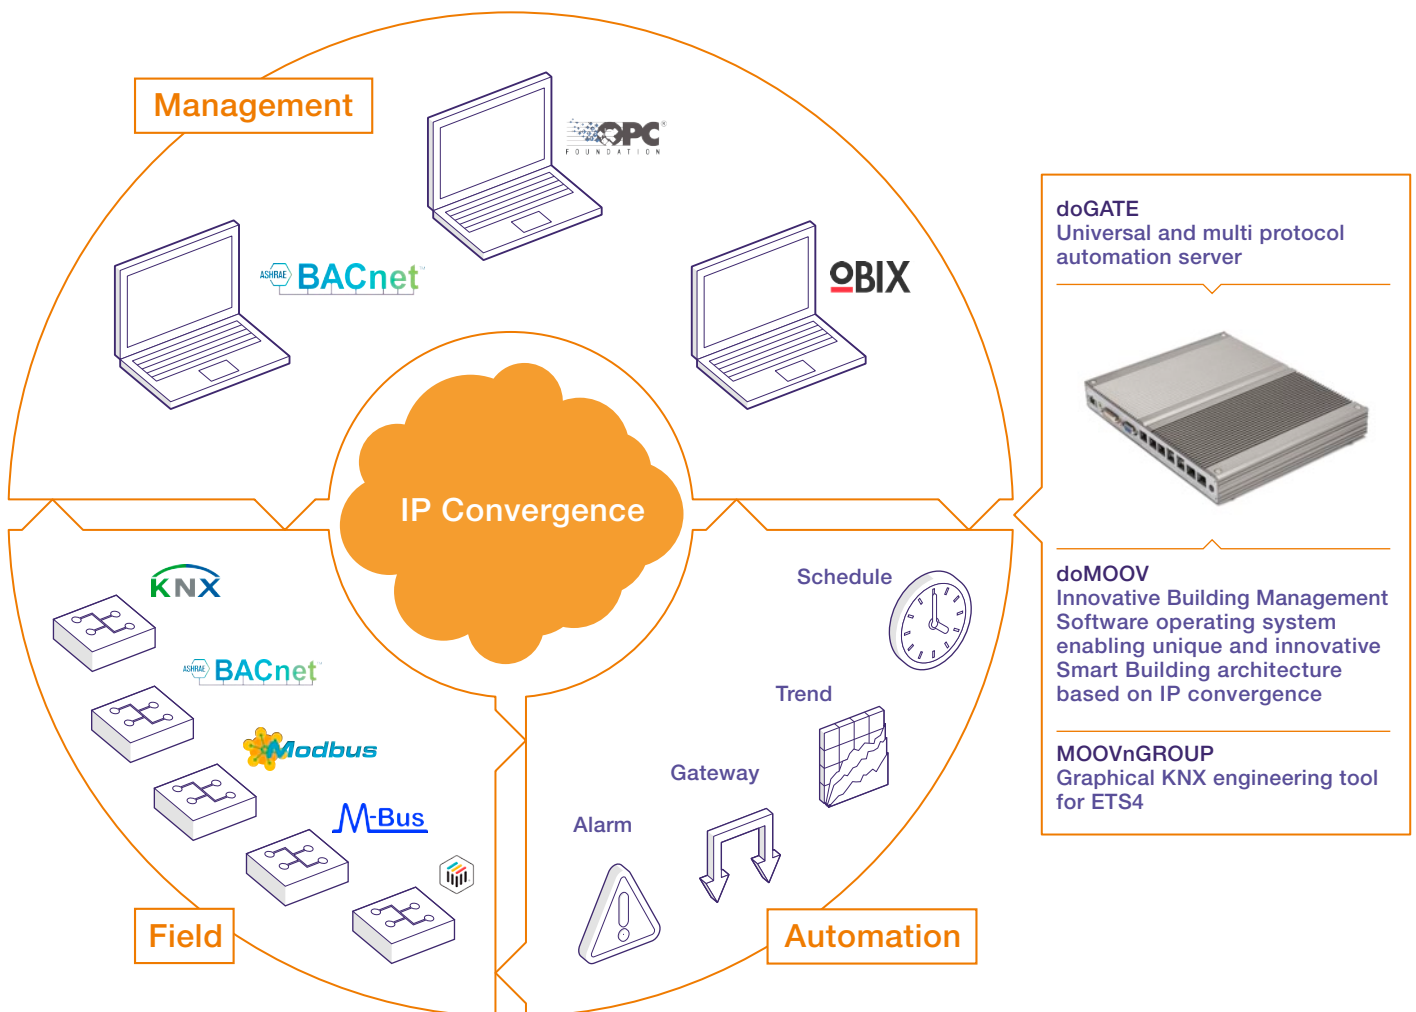 Management
OPC
FOUNDATION
ASHRAE BACnet
OBIX
IP Convergence
KNX
ASHRAE BACnet
Modbus
M-Bus
Field
Schedule
Trend
Gateway
Alarm
Automation
doGATE
Universal and multi protocol
automation server
doMOOV
Innovative Building Management
Software operating system
enabling unique and innovative
Smart Building architecture
based on IP convergence
MOOVnGROUP
Graphical KNX engineering tool
for ETS4